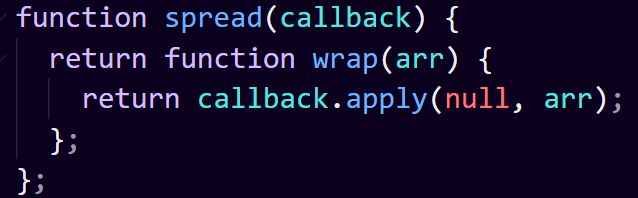 function spread(callback) {
  return function wrap(arr) {
    return callback.apply(null, arr);
  };
};